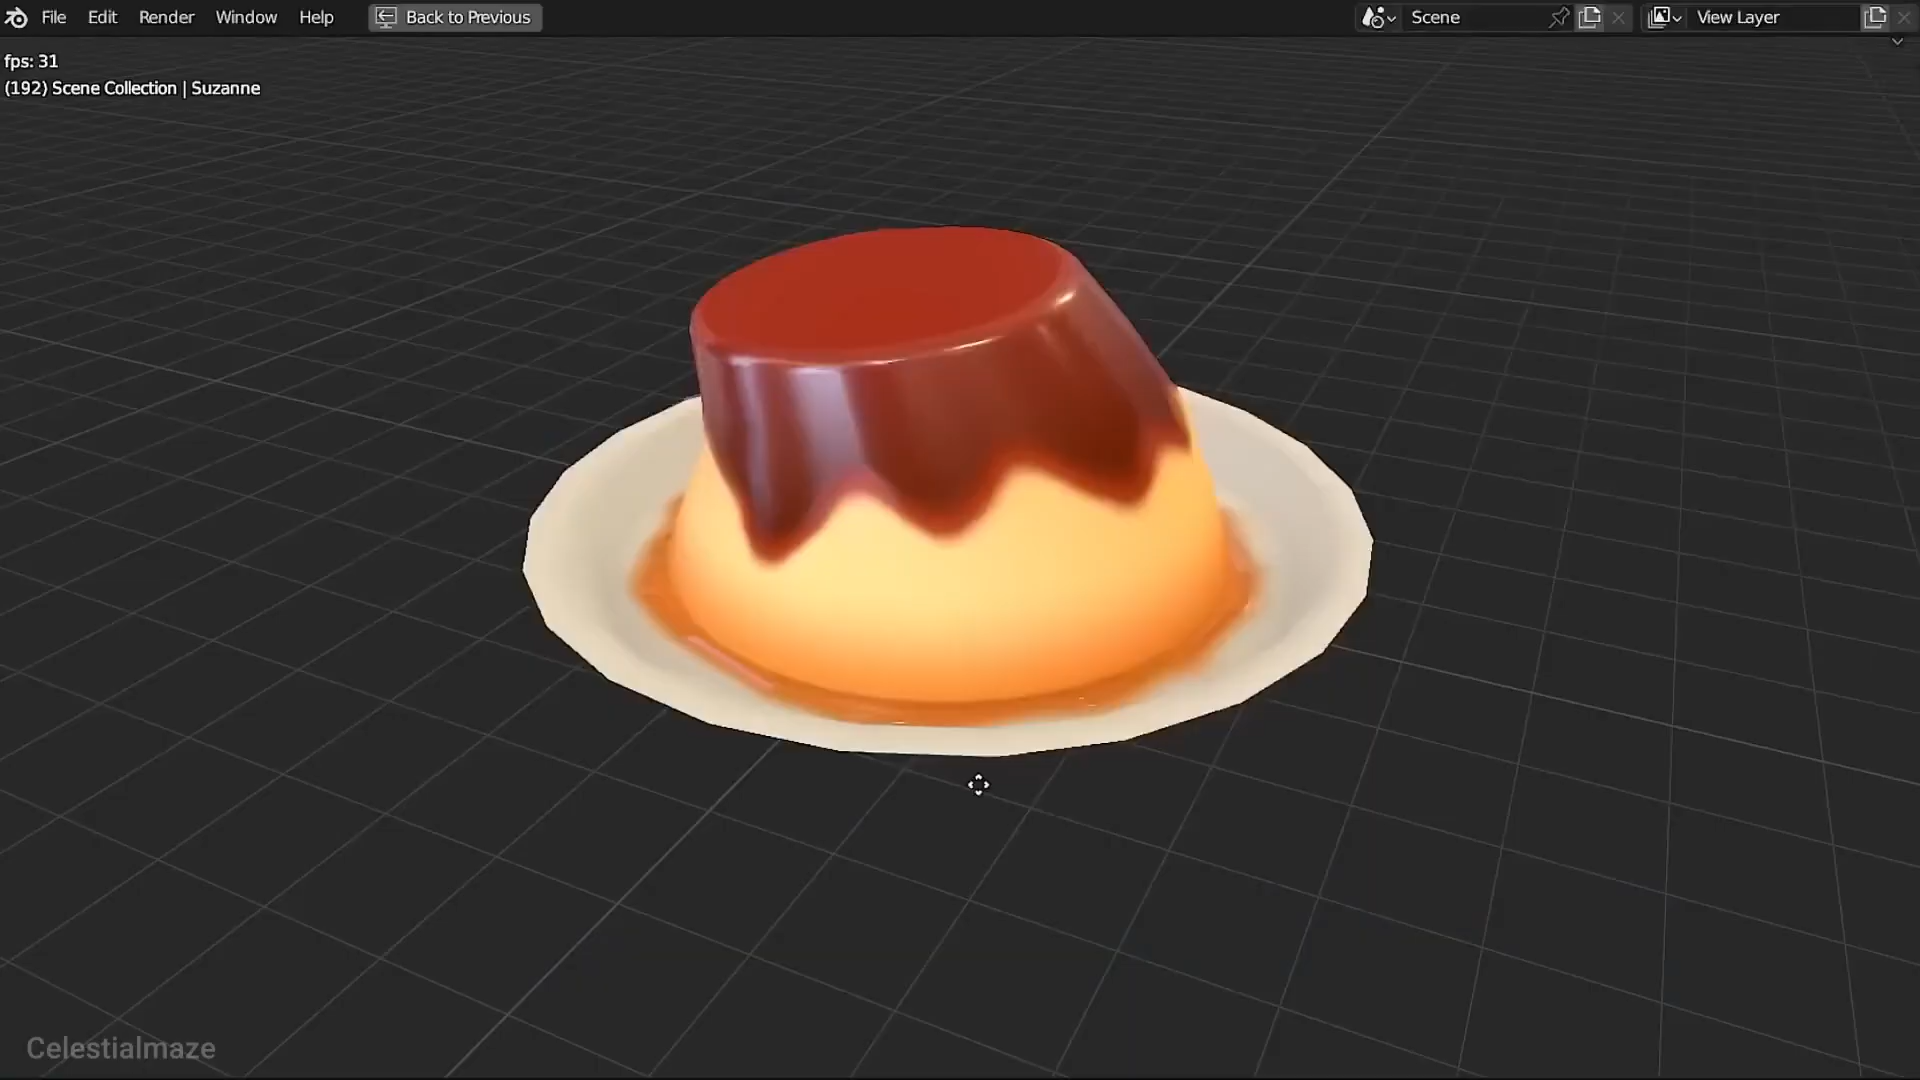 File Edit Render Window Help Back to Previous Scene View Layer
fps: 31
(192) Scene Collection | Suzanne
Celestialmaze